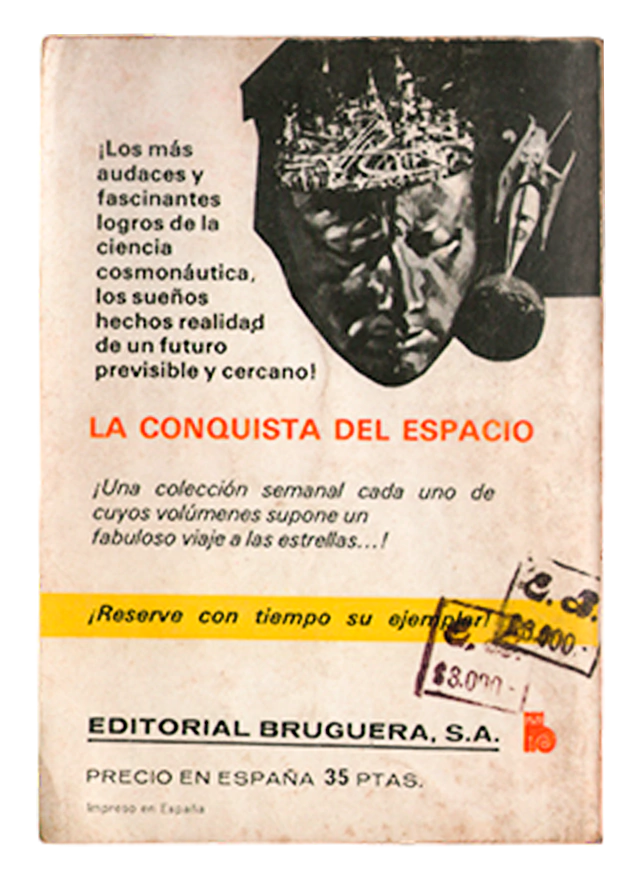 ¡Los más
audaces y
fascinantes
logros de la
ciencia
cosmonáutica,
los sueños
hechos realidad
de un futuro
previsible y cercano!
LA CONQUISTA DEL ESPACIO
¡Una colección semanal cada uno de
cuyos volúmenes supone un
fabuloso viaje a las estrellas...!
¡Reserve con tiempo su ejemplar!
C. B.
$3.000.-
C.
$3.000.-
EDITORIAL BRUGUERA, S.A.
PRECIO EN ESPAÑA 35 PTAS.
Impreso en España